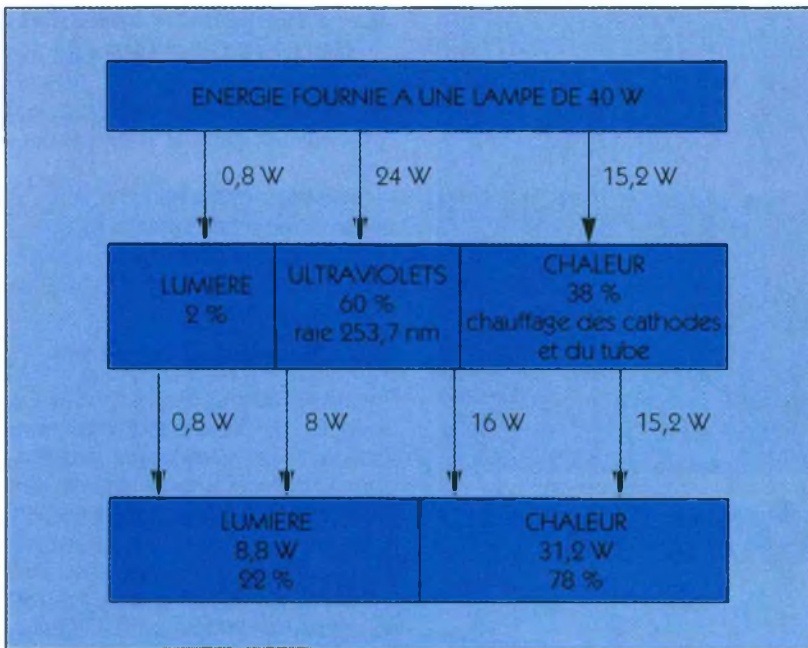 ENERGIE FOURNIE A UNE LAMPE DE 40 W
0,8 W
24 W
15,2 W
LUMIERE
2 %
ULTRAVIOLETS
60 %
raie 253,7 nm
CHALEUR
38 %
chauffage des cathodes
et du tube
0,8 W
8 W
16 W
15,2 W
LUMIERE
8,8 W
22 %
CHALEUR
31,2 W
78 %